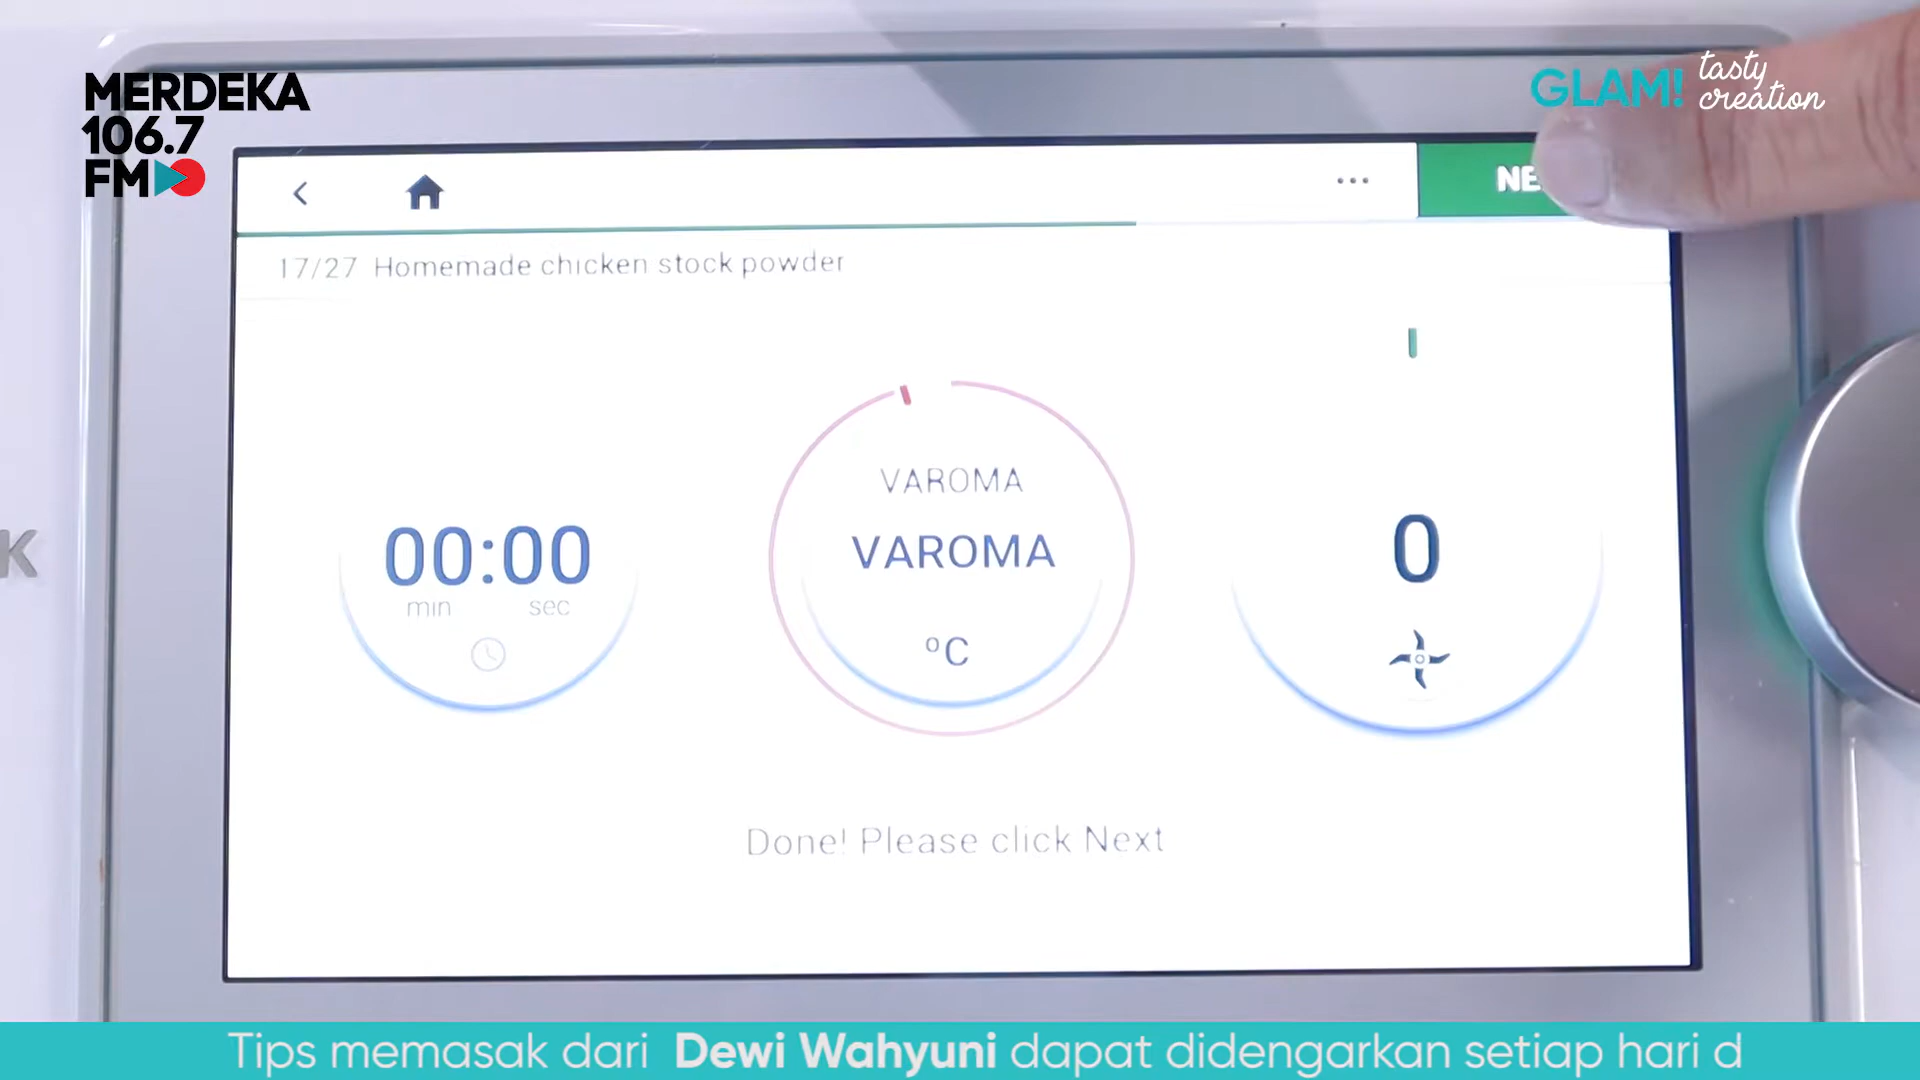 MERDEKA
106.7
FM
GLAM! tasty creation
NE
17/27 Homemade chicken stock powder
00:00
min sec
VAROMA
VAROMA
ºC
0
Done! Please click Next
K
Tips memasak dari Dewi Wahyuni dapat didengarkan setiap hari d